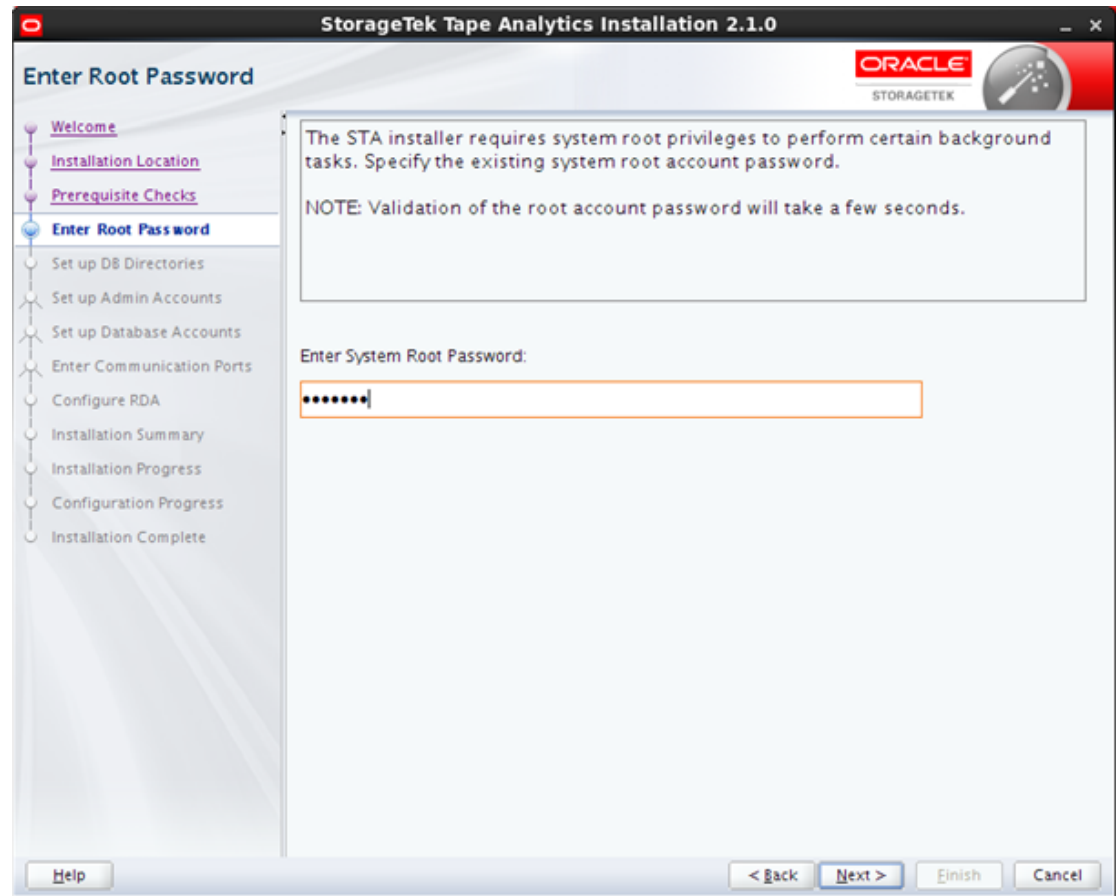 StorageTek Tape Analytics Installation 2.1.0
Enter Root Password
ORACLE
STORAGETEK
Welcome
Installation Location
Prerequisite Checks
Enter Root Password
Set up DB Directories
Set up Admin Accounts
Set up Database Accounts
Enter Communication Ports
Configure RDA
Installation Summary
Installation Progress
Configuration Progress
Installation Complete
The STA installer requires system root privileges to perform certain background
tasks. Specify the existing system root account password.
NOTE: Validation of the root account password will take a few seconds.
Enter System Root Password:
•••••••
Help
< Back
Next >
Finish
Cancel